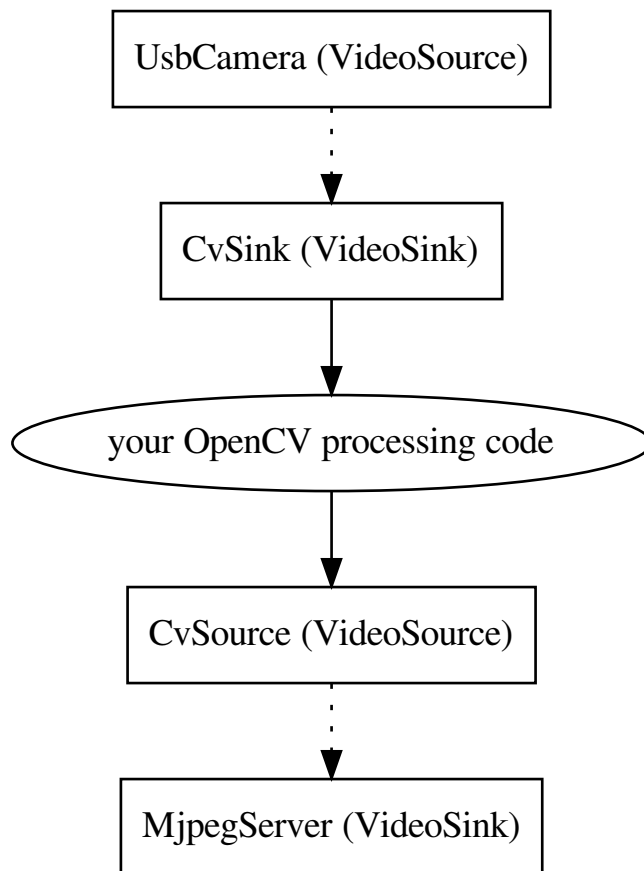 UsbCamera (VideoSource)
CvSink (VideoSink)
your OpenCV processing code
CvSource (VideoSource)
MjpegServer (VideoSink)